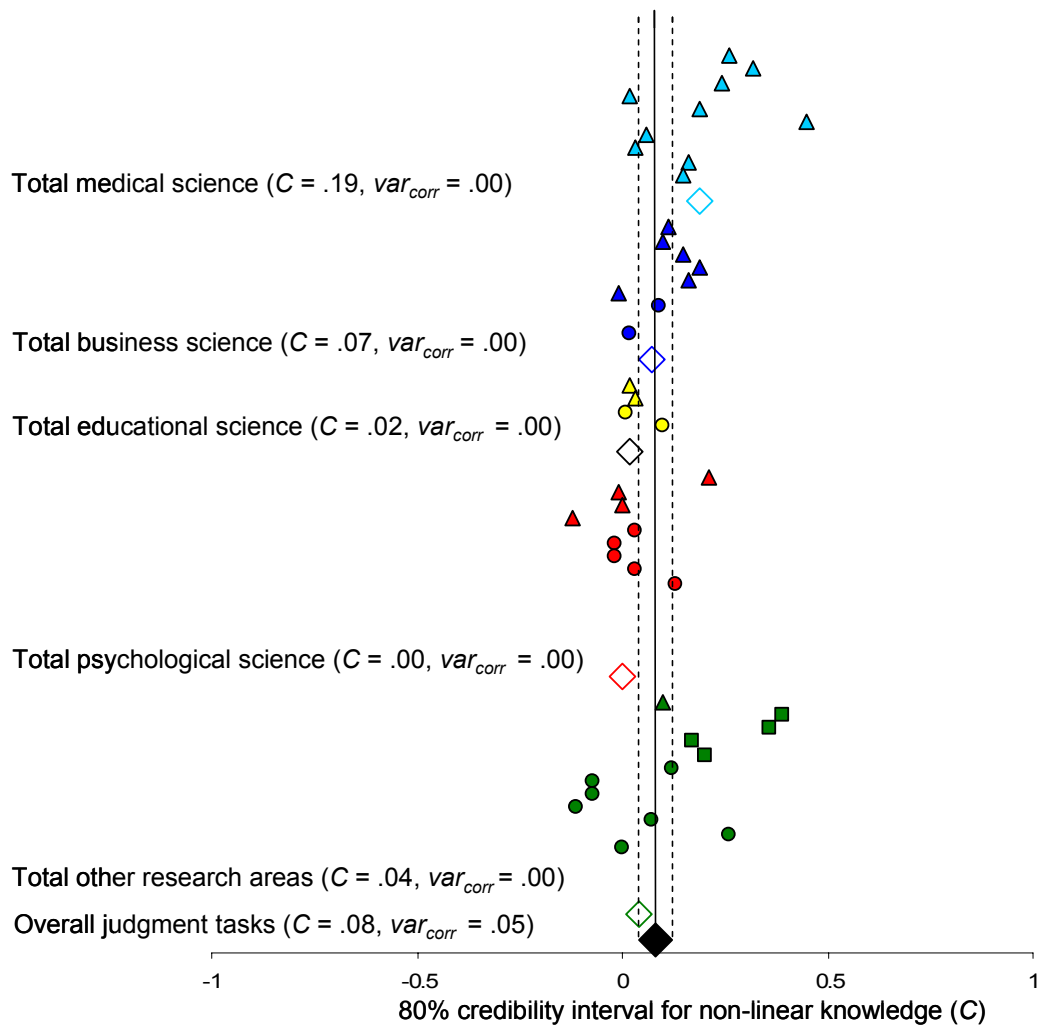 Total medical science (C = .19, var_corr = .00)
Total business science (C = .07, var_corr = .00)
Total educational science (C = .02, var_corr = .00)
Total psychological science (C = .00, var_corr = .00)
Total other research areas (C = .04, var_corr = .00)
Overall judgment tasks (C = .08, var_corr = .05)
-1 -0.5 0 0.5 1
80% credibility interval for non-linear knowledge (C)